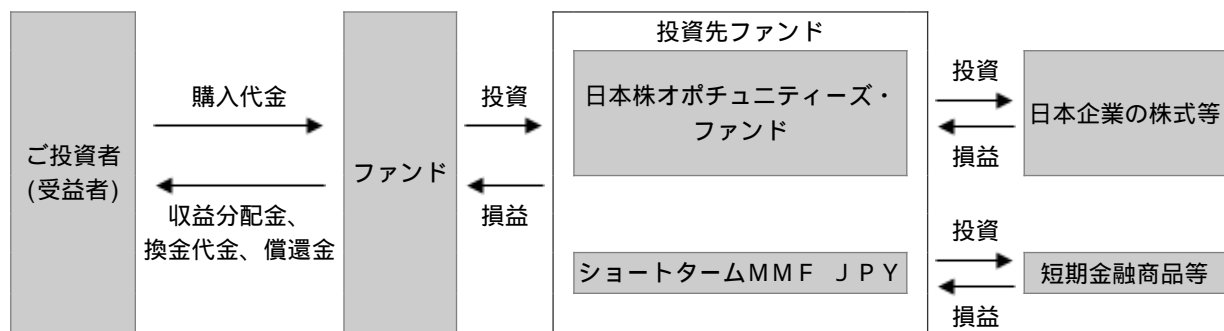 ご投資者
(受益者)
購入代金
収益分配金、
換金代金、償還金
ファンド
投資
損益
投資先ファンド
日本株オポチュニティーズ・
ファンド
ショートタームＭＭＦ　ＪＰＹ
投資
損益
日本企業の株式等
投資
損益
短期金融商品等